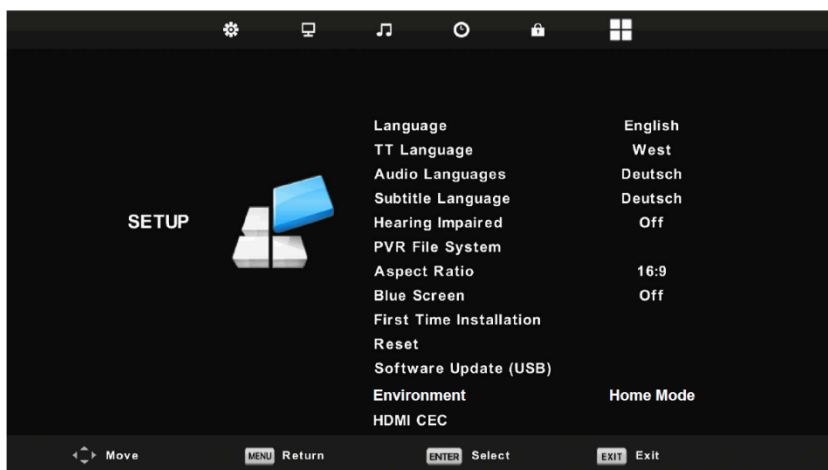 SETUP
Language English
TT Language West
Audio Languages Deutsch
Subtitle Language Deutsch
Hearing Impaired Off
PVR File System
Aspect Ratio 16:9
Blue Screen Off
First Time Installation
Reset
Software Update (USB)
Environment Home Mode
HDMI CEC
Move MENU Return ENTER Select EXIT Exit